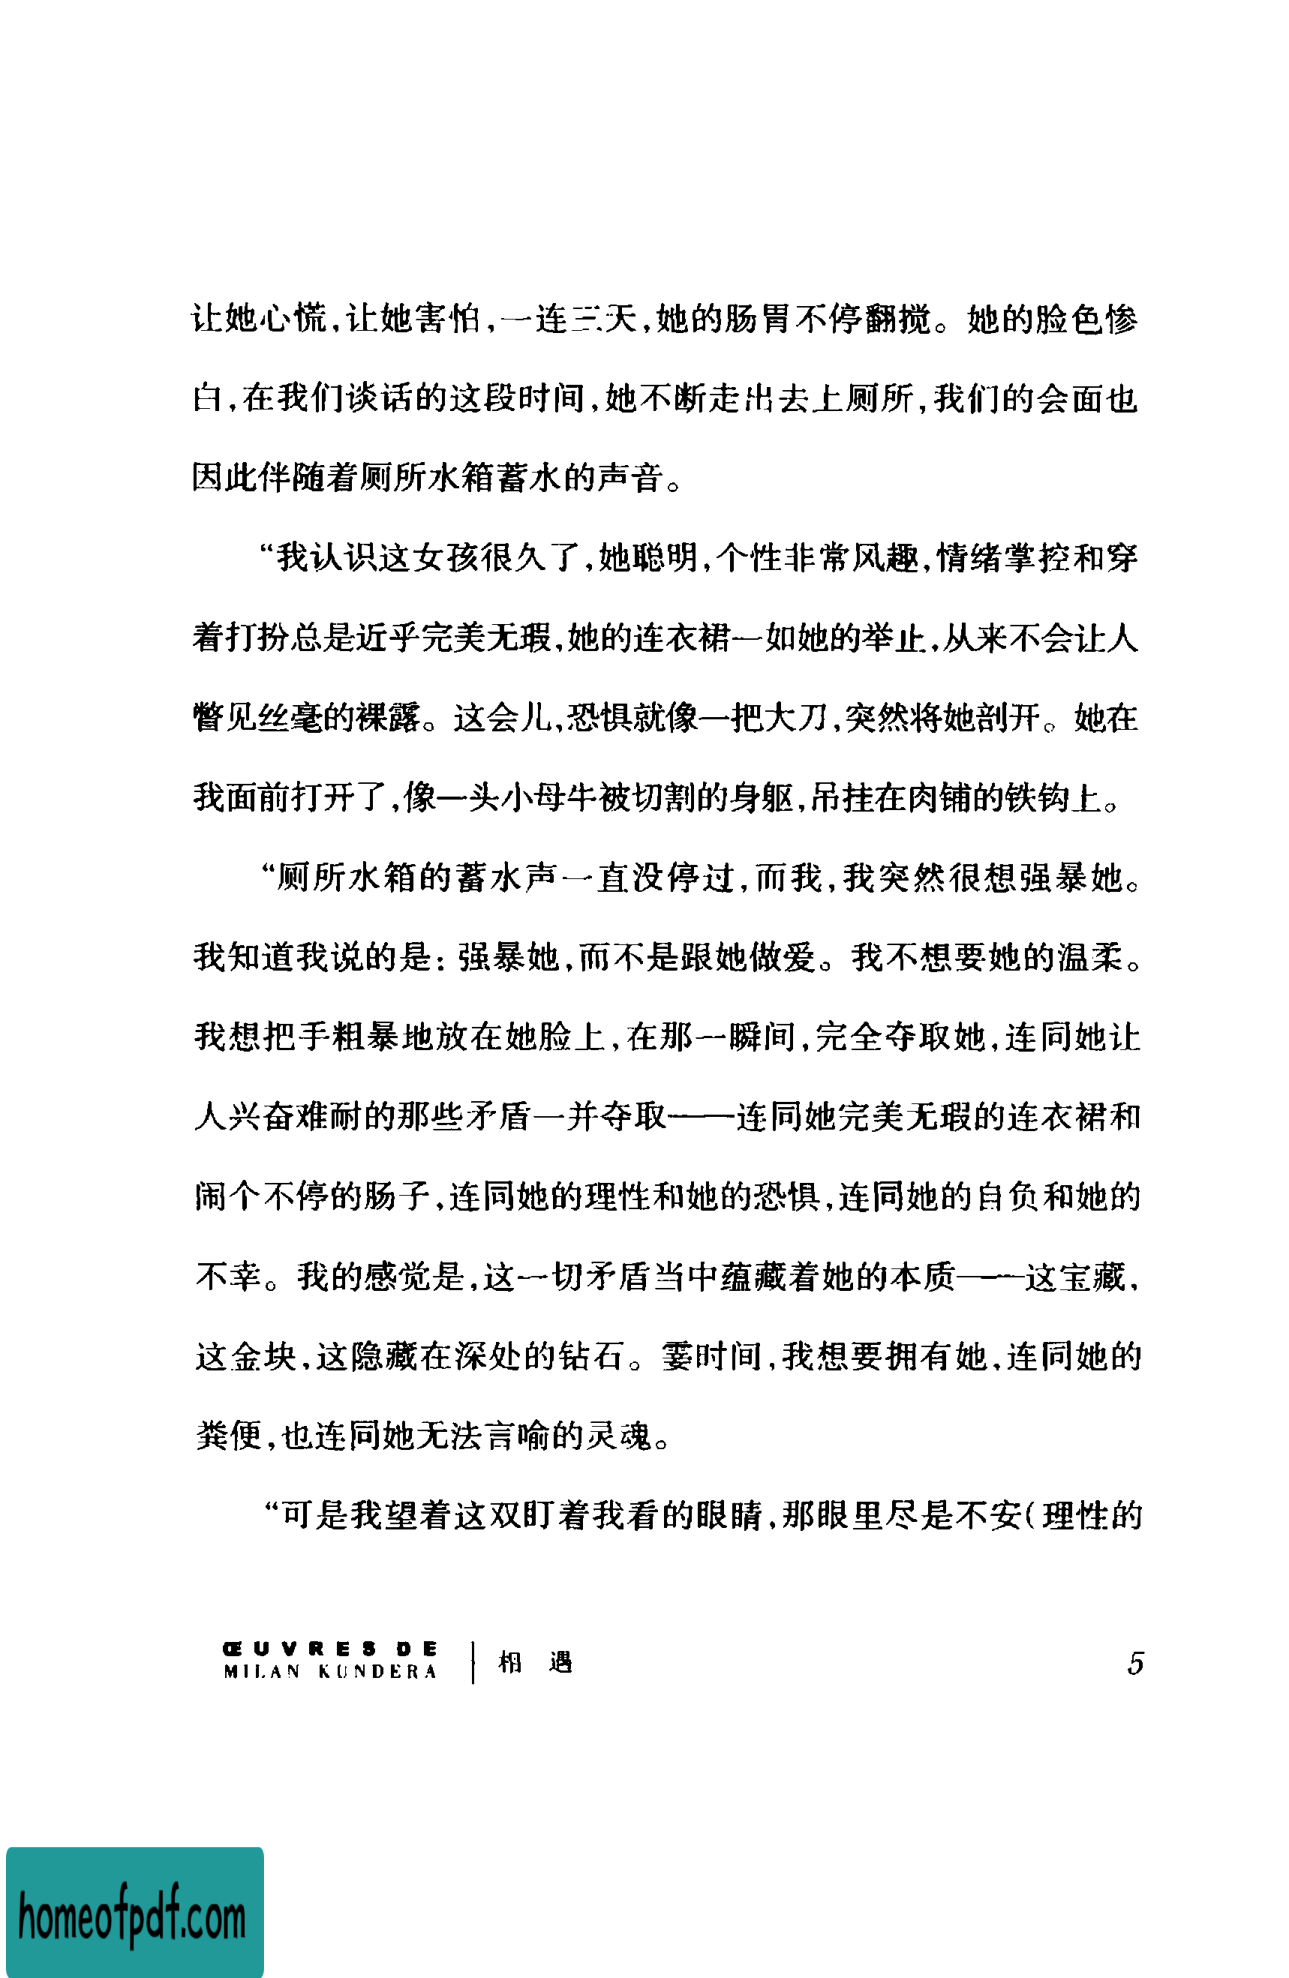 让她心慌,让她害怕,一连三天,她的肠胃不停翻搅。她的脸色惨
白,在我们谈话的这段时间,她不断走出去上厕所,我们的会面也
因此伴随着厕所水箱蓄水的声音。
“我认识这女孩很久了,她聪明,个性非常风趣,情绪掌控和穿
着打扮总是近乎完美无瑕,她的连衣裙一如她的举止,从来不会让人
瞥见丝毫的裸露。这会儿,恐惧就像一把大刀,突然将她剖开。她在
我面前打开了,像一头小母牛被切割的身躯,吊挂在肉铺的铁钩上。
“厕所水箱的蓄水声一直没停过,而我,我突然很想强暴她。
我知道我说的是:强暴她,而不是跟她做爱。我不想要她的温柔。
我想把手粗暴地放在她脸上,在那一瞬间,完全夺取她,连同她让
人兴奋难耐的那些矛盾一并夺取——连同她完美无瑕的连衣裙和
闹个不停的肠子,连同她的理性和她的恐惧,连同她的自负和她的
不幸。我的感觉是,这一切矛盾当中蕴藏着她的本质——这宝藏,
这金块,这隐藏在深处的钻石。霎时间,我想要拥有她,连同她的
粪便,也连同她无法言喻的灵魂。
“可是我望着这双盯着我看的眼睛,那眼里尽是不安(理性的
ŒUVRES DE
MILAN KUNDERA
相 遇
5
homeofpdf.com